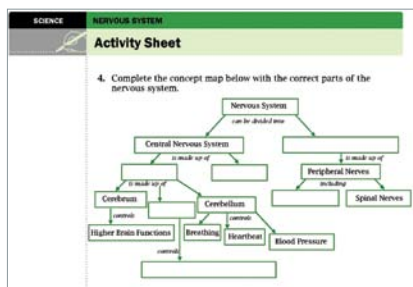 SCIENCE
NERVOUS SYSTEM
Activity Sheet
4. Complete the concept map below with the correct parts of the
nervous system.
Nervous System
can be divided into
Central Nervous System
is made up of
is made up of
Peripheral Nerves
is made up of
including
Cerebrum
Cerebellum
Spinal Nerves
controls
controls
Higher Brain Functions
Breathing
Heartbeat
Blood Pressure
controls